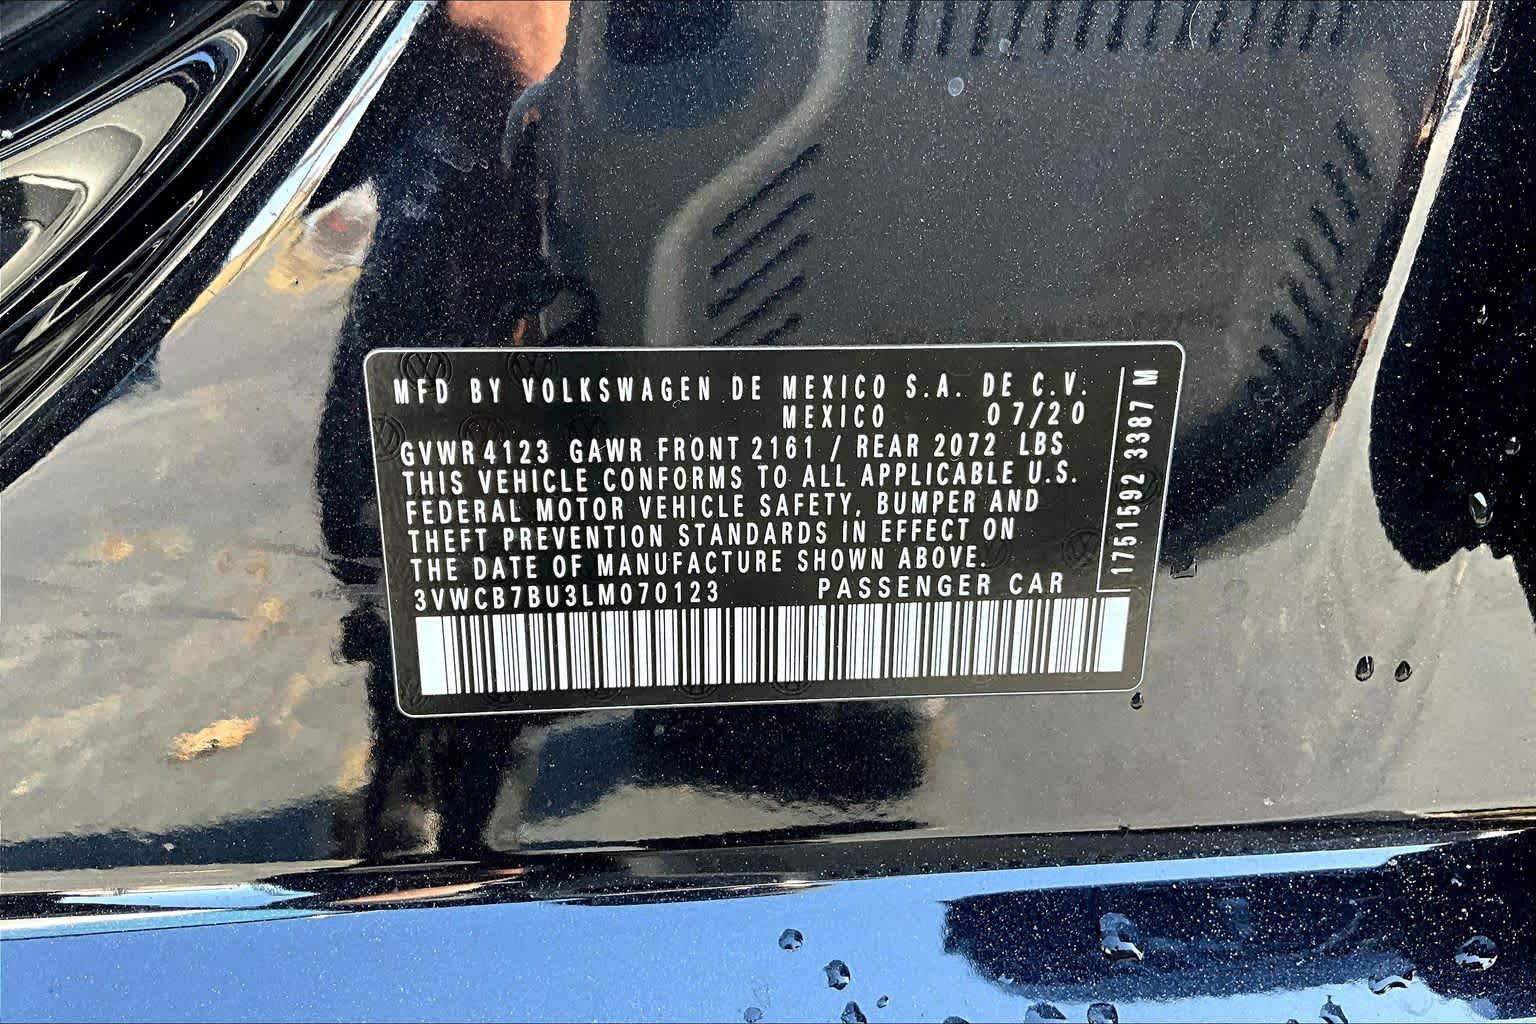 MFD BY VOLKSWAGEN DE MEXICO S.A. DE C.V.
MEXICO 07/20
GVWR 4123 GAWR FRONT 2161 / REAR 2072 LBS
THIS VEHICLE CONFORMS TO ALL APPLICABLE U.S.
FEDERAL MOTOR VEHICLE SAFETY, BUMPER AND
THEFT PREVENTION STANDARDS IN EFFECT ON
THE DATE OF MANUFACTURE SHOWN ABOVE.
3VWCB7BU3LM070123 PASSENGER CAR
1751592 3387 M